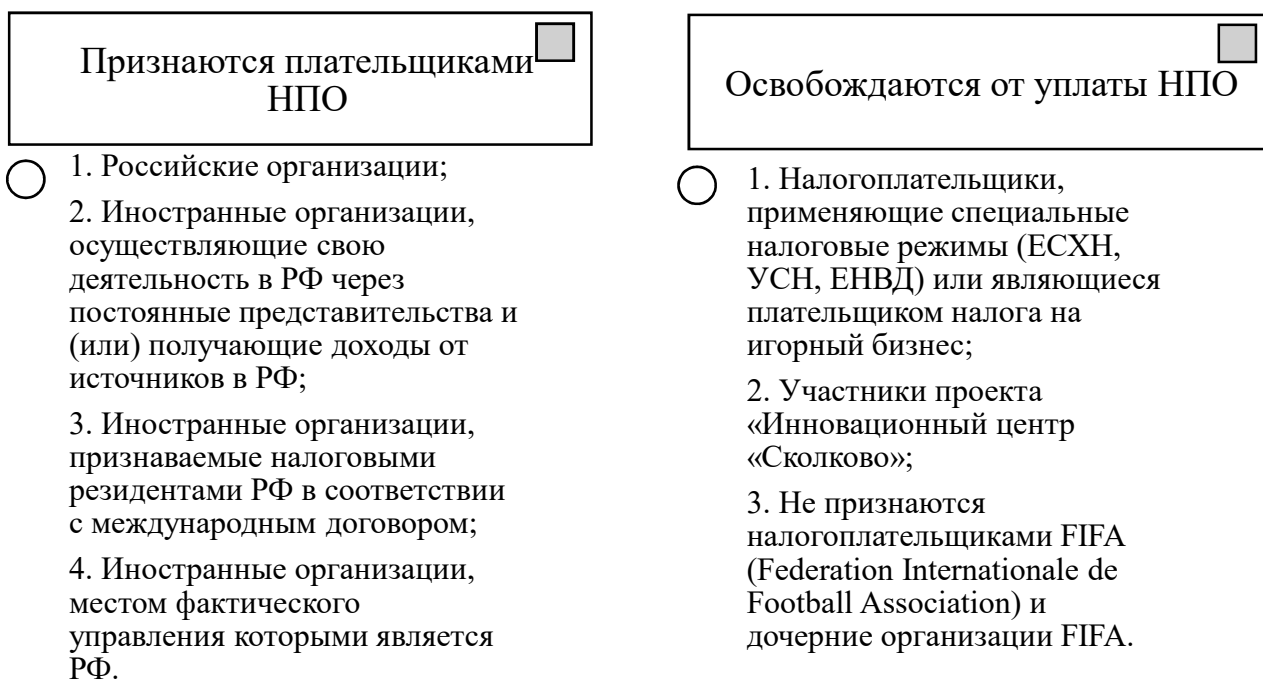 Признаются плательщиками
НПО
1. Российские организации;
2. Иностранные организации,
осуществляющие свою
деятельность в РФ через
постоянные представительства и
(или) получающие доходы от
источников в РФ;
3. Иностранные организации,
признаваемые налоговыми
резидентами РФ в соответствии
с международным договором;
4. Иностранные организации,
местом фактического
управления которыми является
РФ.
Освобождаются от уплаты НПО
1. Налогоплательщики,
применяющие специальные
налоговые режимы (ЕСХН,
УСН, ЕНВД) или являющиеся
плательщиком налога на
игорный бизнес;
2. Участники проекта
«Инновационный центр
«Сколково»;
3. Не признаются
налогоплательщиками FIFA
(Federation Internationale de
Football Association) и
дочерние организации FIFA.